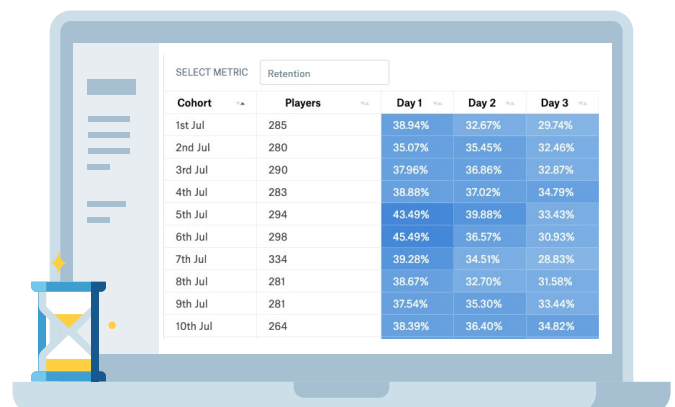 SELECT METRIC Retention
Cohort Players Day 1 Day 2 Day 3
1st Jul 285 38.94% 32.67% 29.74%
2nd Jul 280 35.07% 35.45% 32.46%
3rd Jul 290 37.96% 36.86% 32.87%
4th Jul 283 38.88% 37.02% 34.79%
5th Jul 294 43.49% 39.88% 33.43%
6th Jul 298 45.49% 36.57% 30.93%
7th Jul 334 39.28% 34.51% 28.83%
8th Jul 281 38.67% 32.70% 31.58%
9th Jul 281 37.54% 35.30% 33.44%
10th Jul 264 38.39% 36.40% 34.82%